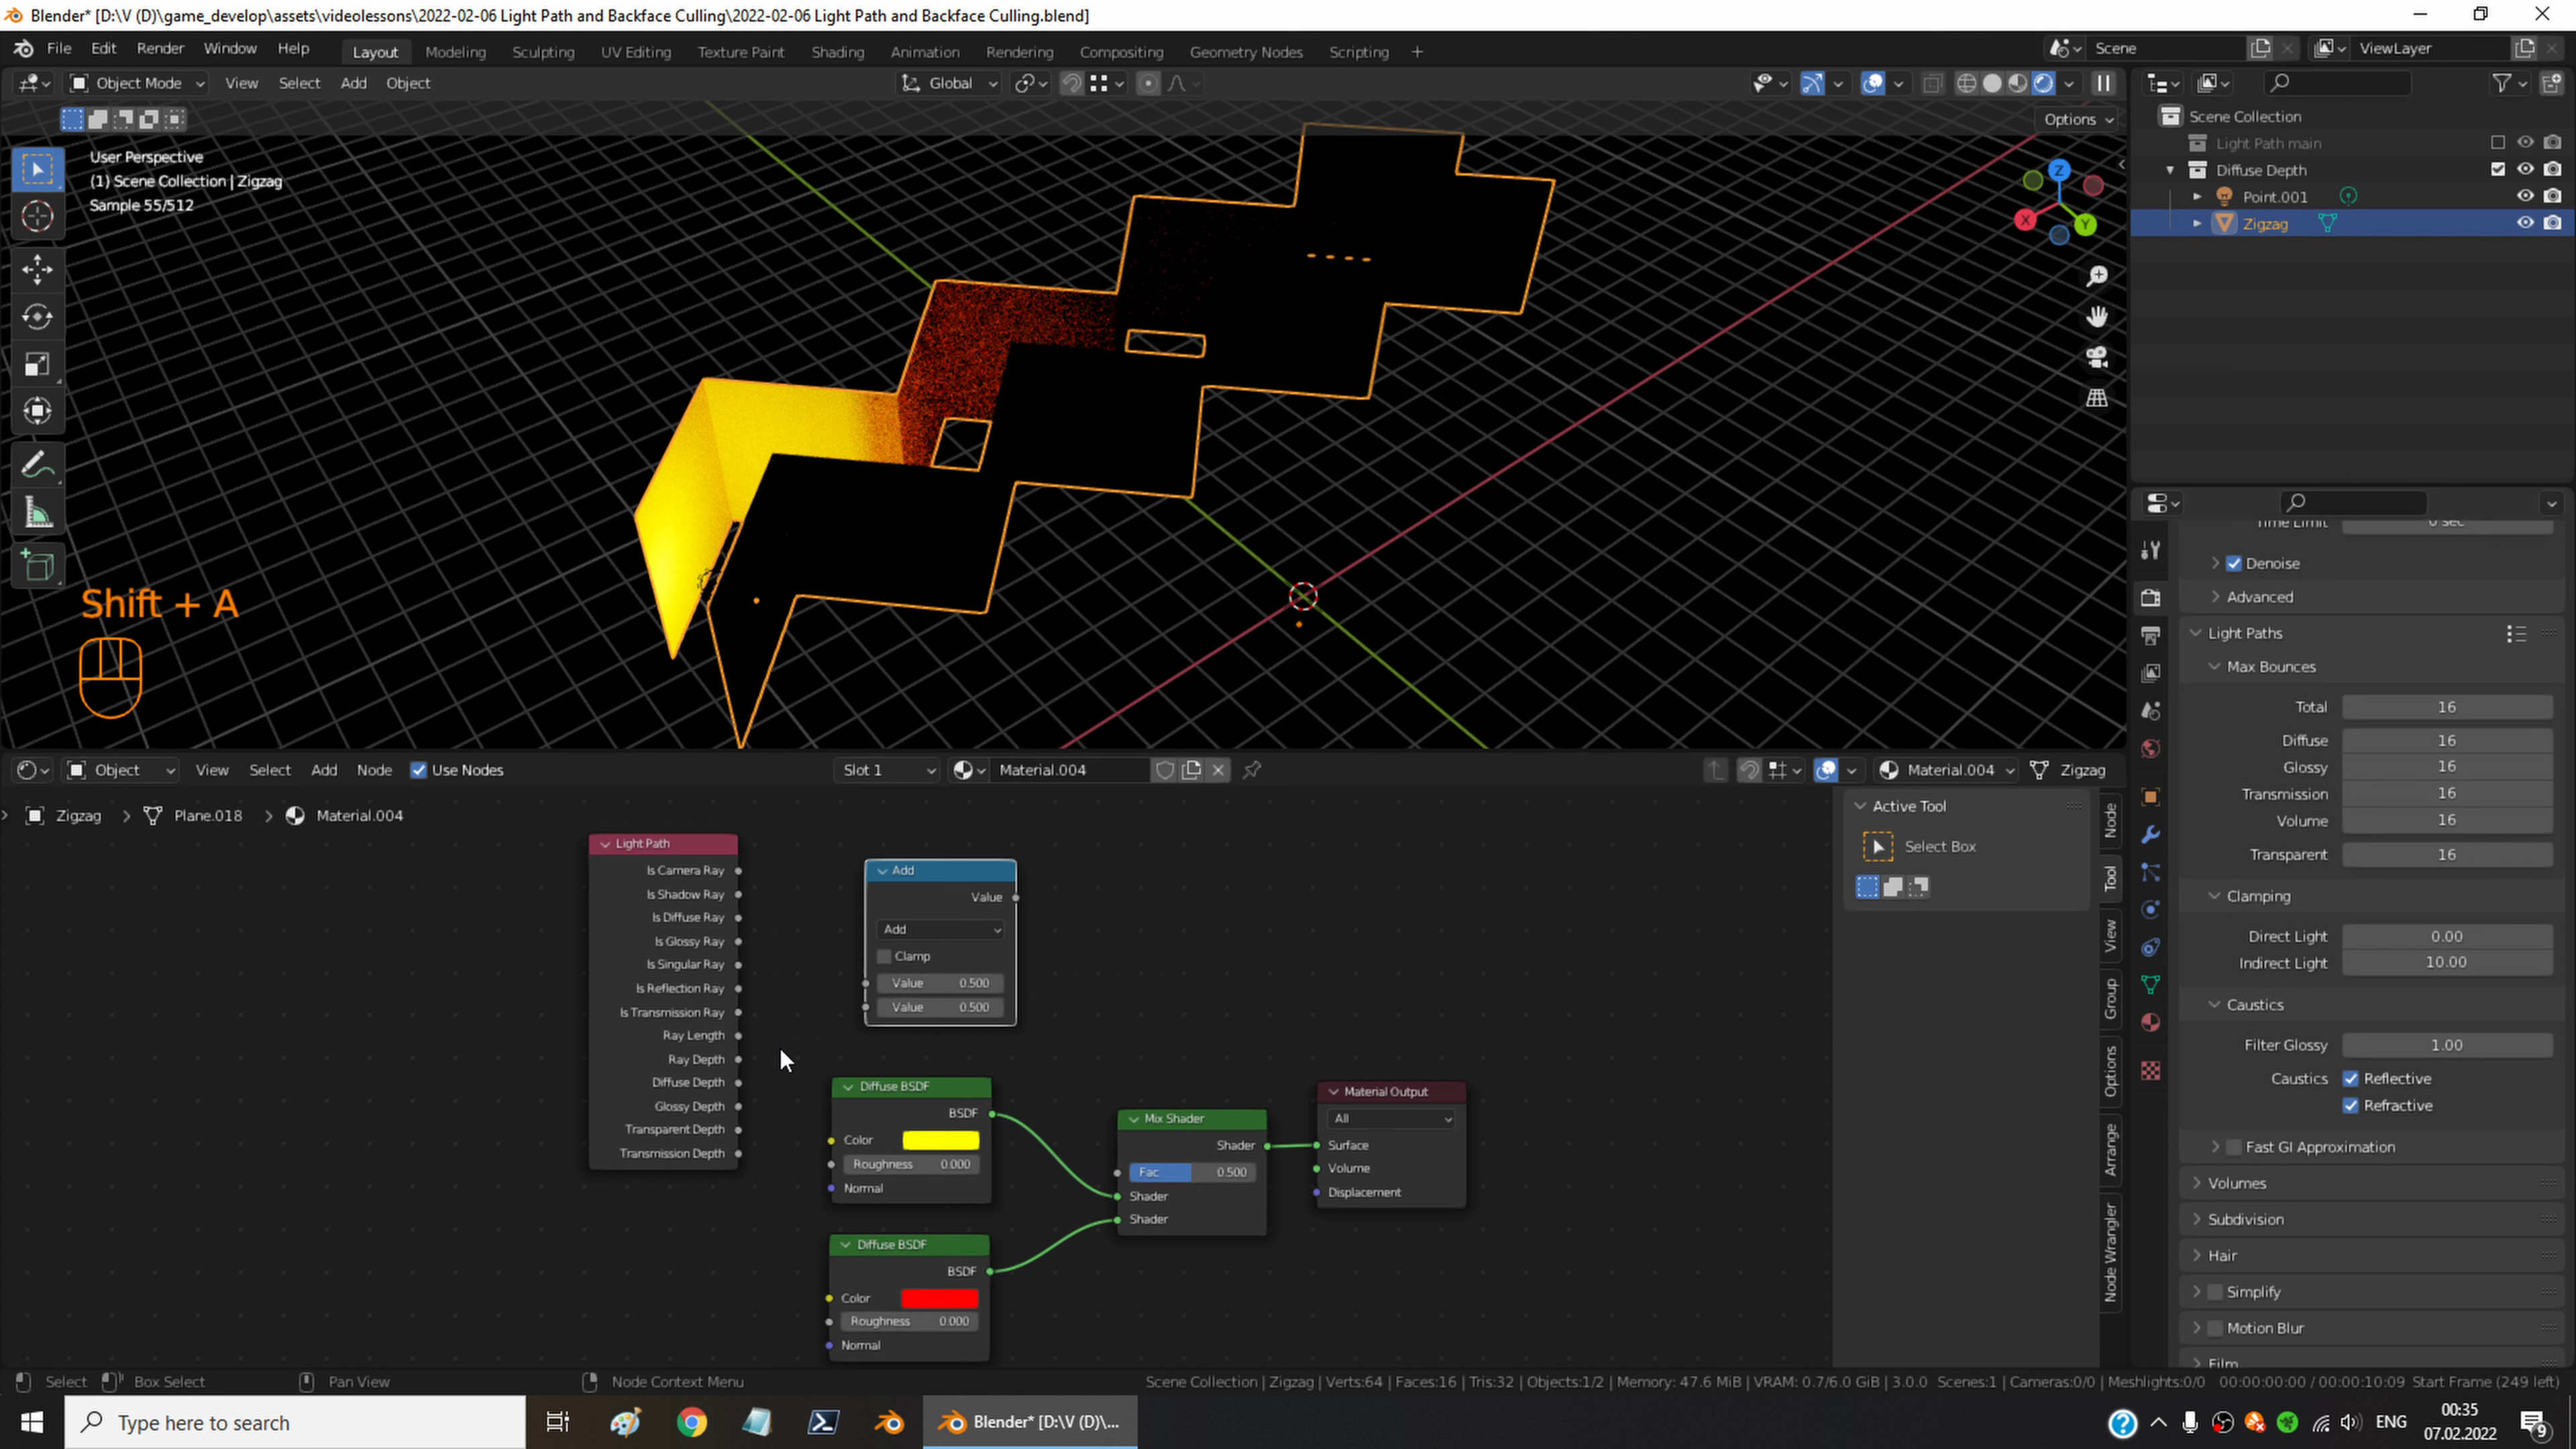 Blender* [D:\V (D)\game_develop\assets\videolessons\2022-02-06 Light Path and Backface Culling\2022-02-06 Light Path and Backface Culling.blend]
File Edit Render Window Help Layout Modeling Sculpting UV Editing Texture Paint Shading Animation Rendering Compositing Geometry Nodes Scripting + Scene ViewLayer
Object Mode View Select Add Object Global
Options
User Perspective
(1) Scene Collection | Zigzag
Sample 55/512
Z
X
Y
Shift + A
Scene Collection
Light Path main
Diffuse Depth
Point.001
Zigzag
Time Limit 0 sec
Denoise
Advanced
Light Paths
Max Bounces
Total 16
Diffuse 16
Glossy 16
Transmission 16
Volume 16
Transparent 16
Clamping
Direct Light 0.00
Indirect Light 10.00
Caustics
Filter Glossy 1.00
Caustics Reflective
Refractive
Fast GI Approximation
Volumes
Subdivision
Hair
Simplify
Motion Blur
Film
Object View Select Add Node Use Nodes Slot 1 Material.004 Material.004 Zigzag
Zigzag > Plane.018 > Material.004
Light Path
Is Camera Ray
Is Shadow Ray
Is Diffuse Ray
Is Glossy Ray
Is Singular Ray
Is Reflection Ray
Is Transmission Ray
Ray Length
Ray Depth
Diffuse Depth
Glossy Depth
Transparent Depth
Transmission Depth
Add
Value
Add
Clamp
Value 0.500
Value 0.500
Diffuse BSDF
BSDF
Color
Roughness 0.000
Normal
Diffuse BSDF
BSDF
Color
Roughness 0.000
Normal
Mix Shader
Shader
Fac 0.500
Shader
Shader
Material Output
All
Surface
Volume
Displacement
Active Tool
Select Box
Node
Tool
View
Group
Options
Arrange
Node Wrangler
Select Box Select Pan View Node Context Menu Scene Collection | Zigzag | Verts:64 | Faces:16 | Tris:32 | Objects:1/2 | Memory: 47.6 MiB | VRAM: 0.7/6.0 GiB | 3.0.0 Scenes:1 | Cameras:0/0 | Meshlights:0/0 00:00:00:00 / 00:00:10:09 Start Frame (249 left)
Type here to search Blender* [D:\V (D)\... ENG 00:35
07.02.2022
9